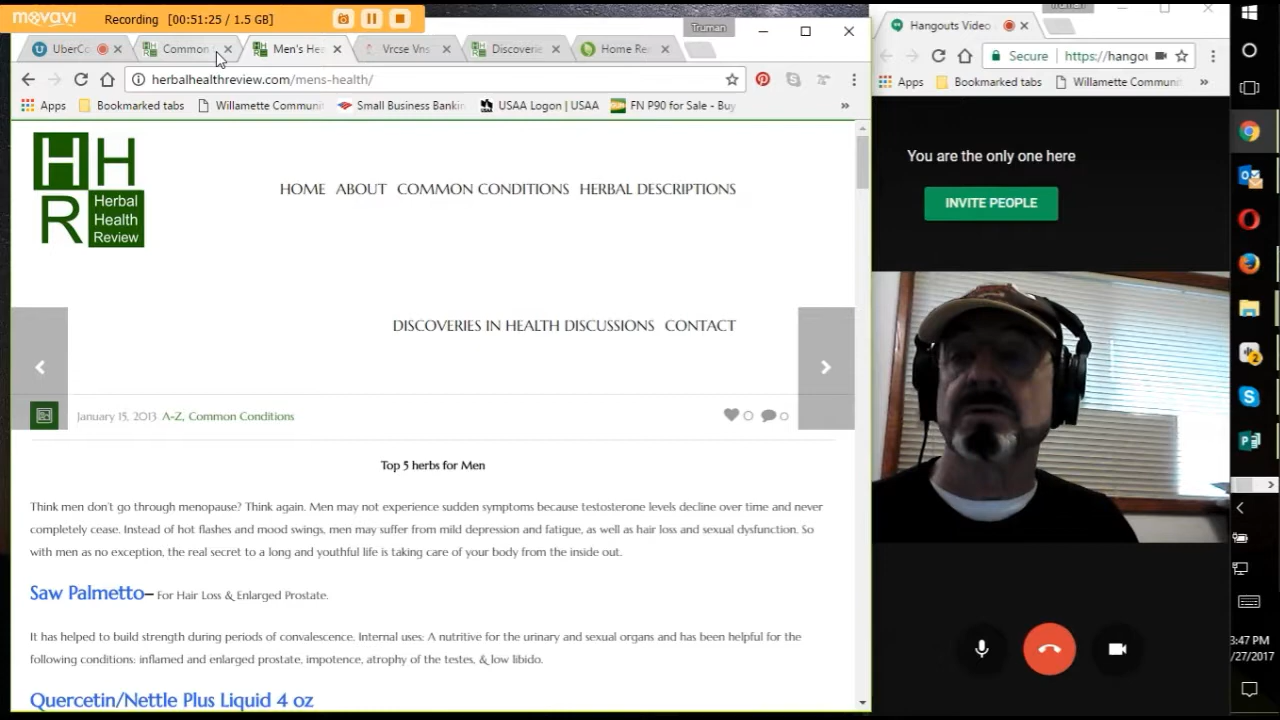 movavi Recording [00:51:25 / 1.5 GB]
Truman
UberCo
Common
Men's Hea
Vrcse Vns
Discoverie
Home Re
herbalhealthreview.com/mens-health/
Apps Bookmarked tabs Willamette Communi Small Business Bankin USAA Logon | USAA FN P90 for Sale - Buy »
HHR Herbal Health Review
HOME ABOUT COMMON CONDITIONS HERBAL DESCRIPTIONS
DISCOVERIES IN HEALTH DISCUSSIONS CONTACT
January 15, 2013 A-Z, Common Conditions
0 0
Top 5 herbs for Men
Think men don't go through menopause? Think again. Men may not experience sudden symptoms because testosterone levels decline over time and never
completely cease. Instead of hot flashes and mood swings, men may suffer from mild depression and fatigue, as well as hair loss and sexual dysfunction. So
with men as no exception, the real secret to a long and youthful life is taking care of your body from the inside out.
Saw Palmetto– For Hair Loss & Enlarged Prostate.
It has helped to build strength during periods of convalescence. Internal uses: A nutritive for the urinary and sexual organs and has been helpful for the
following conditions: inflamed and enlarged prostate, impotence, atrophy of the testes, & low libido.
Quercetin/Nettle Plus Liquid 4 oz
Truman
Hangouts Video
Secure https://hangou
Apps Bookmarked tabs Willamette Communi »
You are the only one here
INVITE PEOPLE
2
3:47 PM
/27/2017